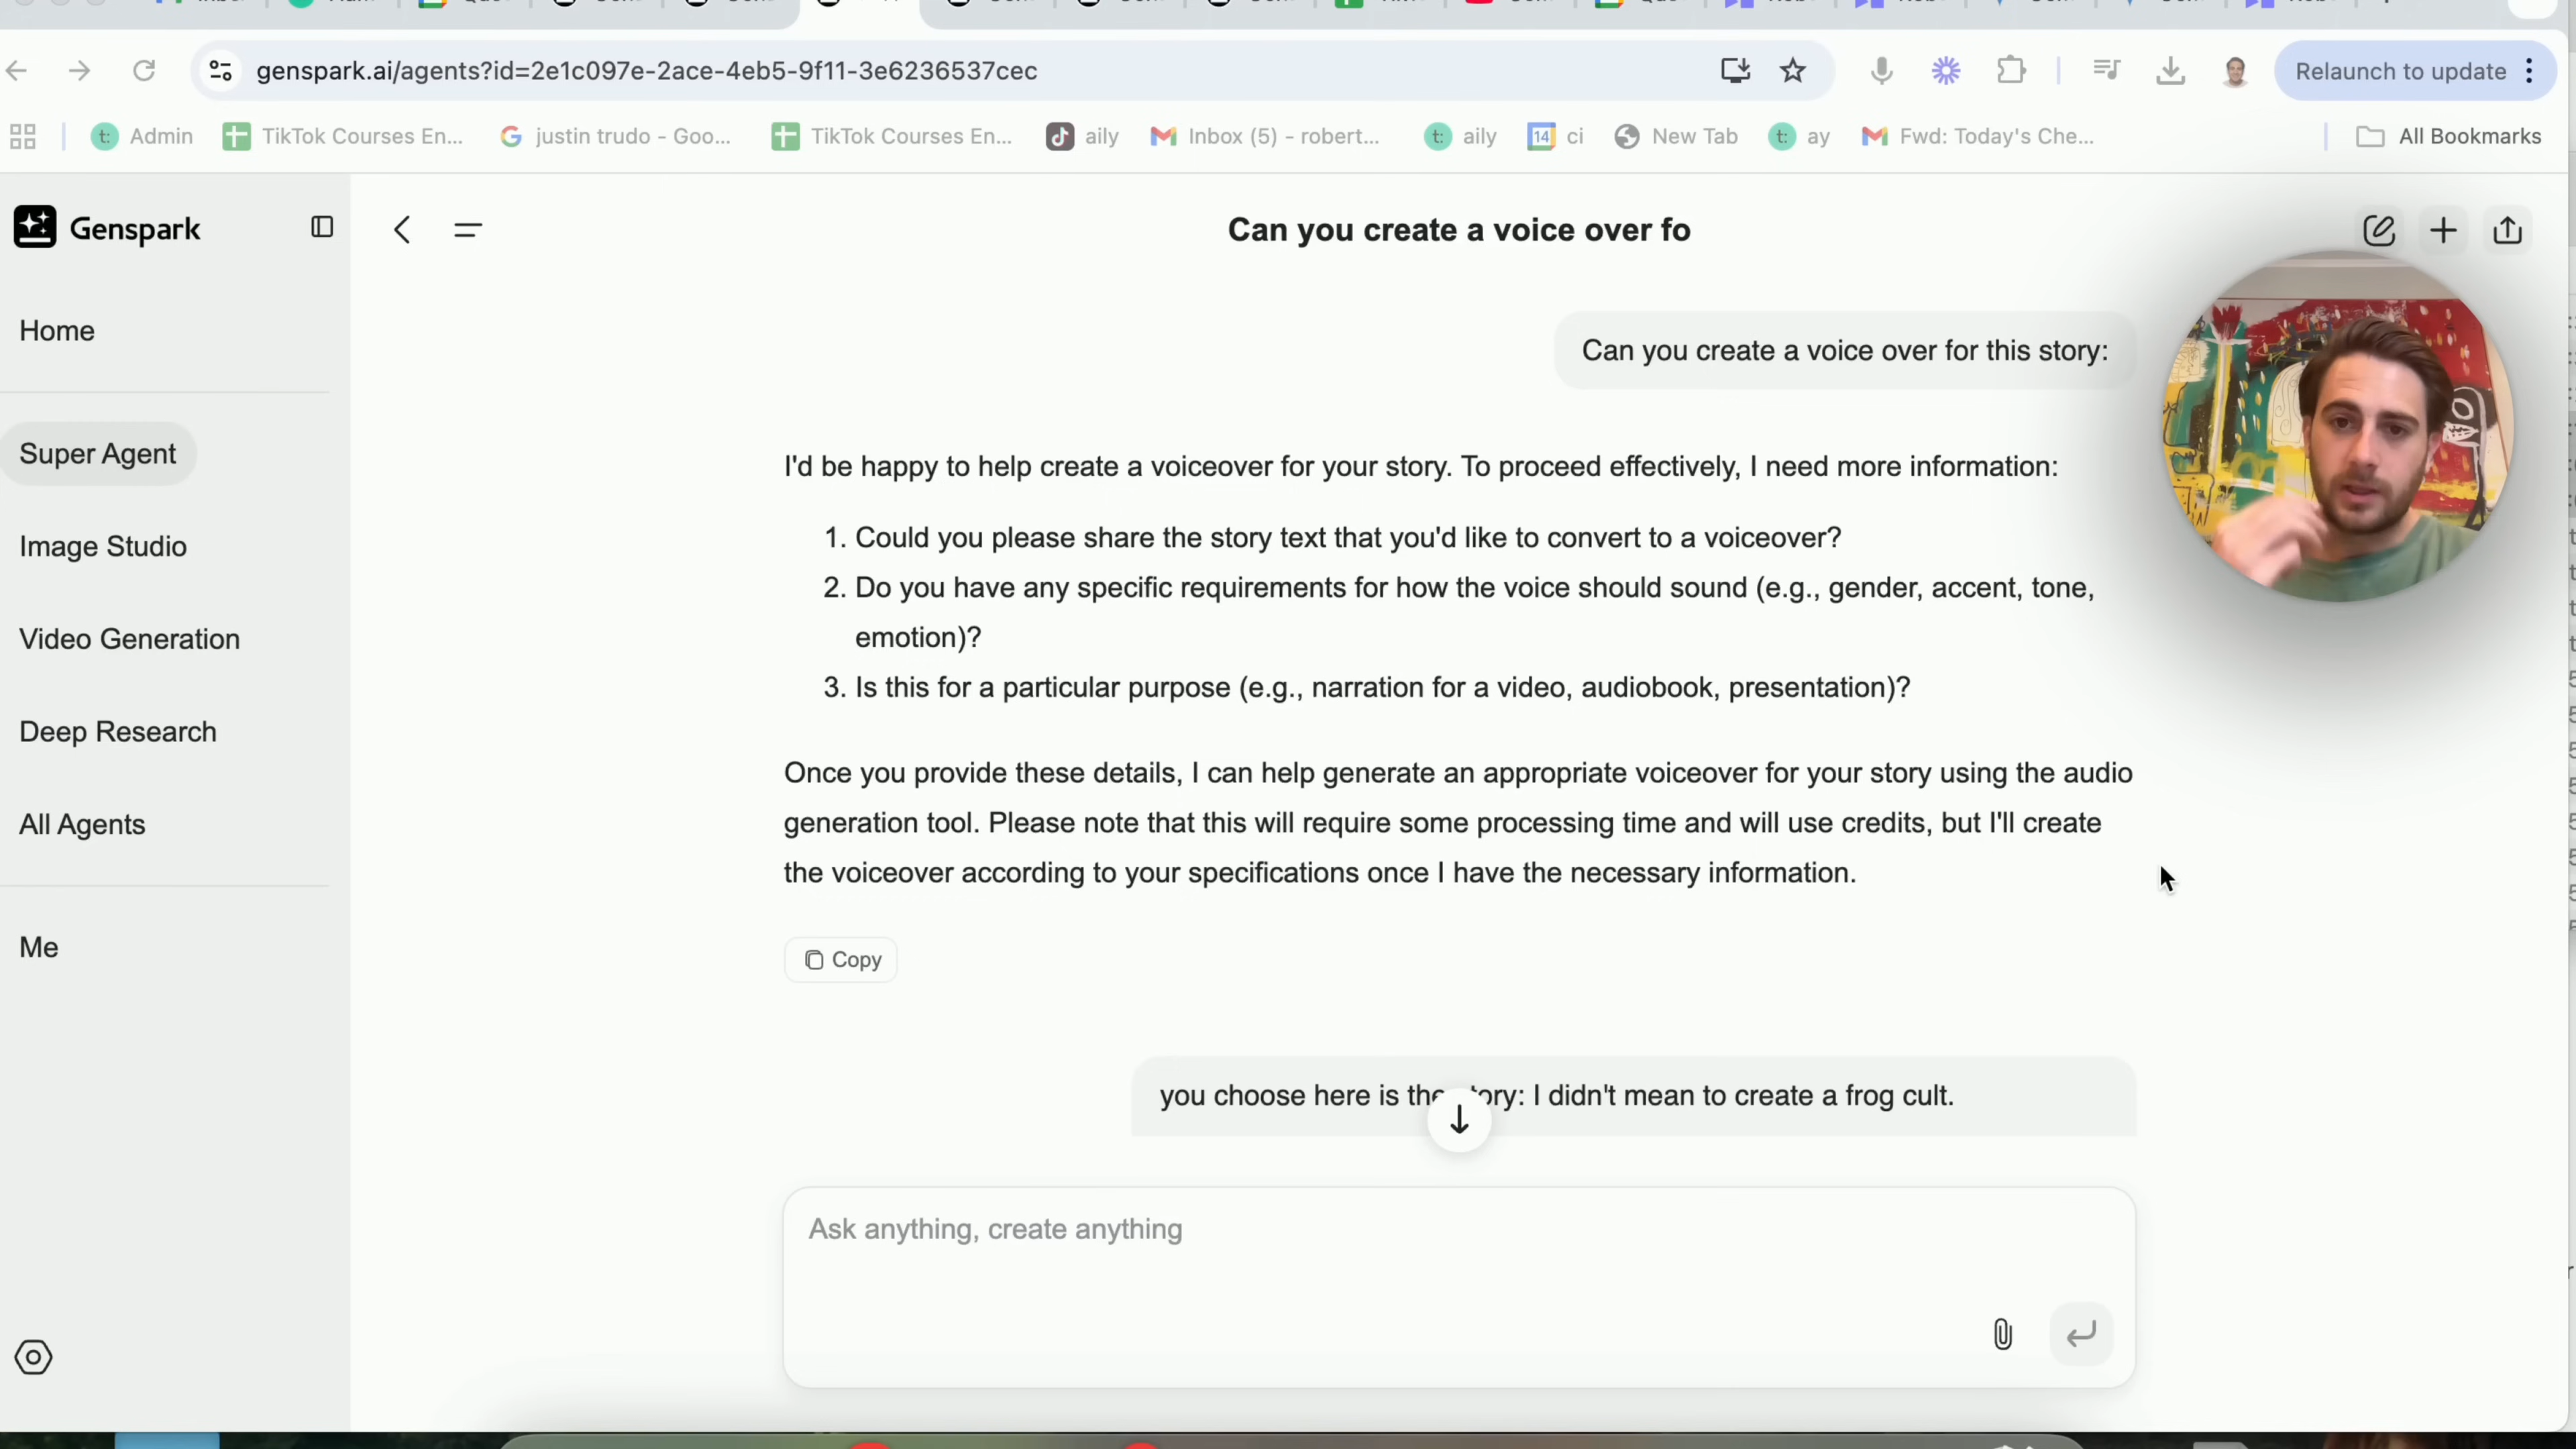 genspark.ai/agents?id=2e1c097e-2ace-4eb5-9f11-3e6236537cec
Relaunch to update
Admin
TikTok Courses En...
justin trudo - Goo...
TikTok Courses En...
aily
Inbox (5) - robert...
aily
14
ci
New Tab
ay
Fwd: Today's Che...
All Bookmarks
Genspark
Can you create a voice over fo
Home
Super Agent
Image Studio
Video Generation
Deep Research
All Agents
Me
Can you create a voice over for this story:
I'd be happy to help create a voiceover for your story. To proceed effectively, I need more information:
1. Could you please share the story text that you'd like to convert to a voiceover?
2. Do you have any specific requirements for how the voice should sound (e.g., gender, accent, tone,
emotion)?
3. Is this for a particular purpose (e.g., narration for a video, audiobook, presentation)?
Once you provide these details, I can help generate an appropriate voiceover for your story using the audio
generation tool. Please note that this will require some processing time and will use credits, but I'll create
the voiceover according to your specifications once I have the necessary information.
Copy
you choose here is the story: I didn't mean to create a frog cult.
Ask anything, create anything